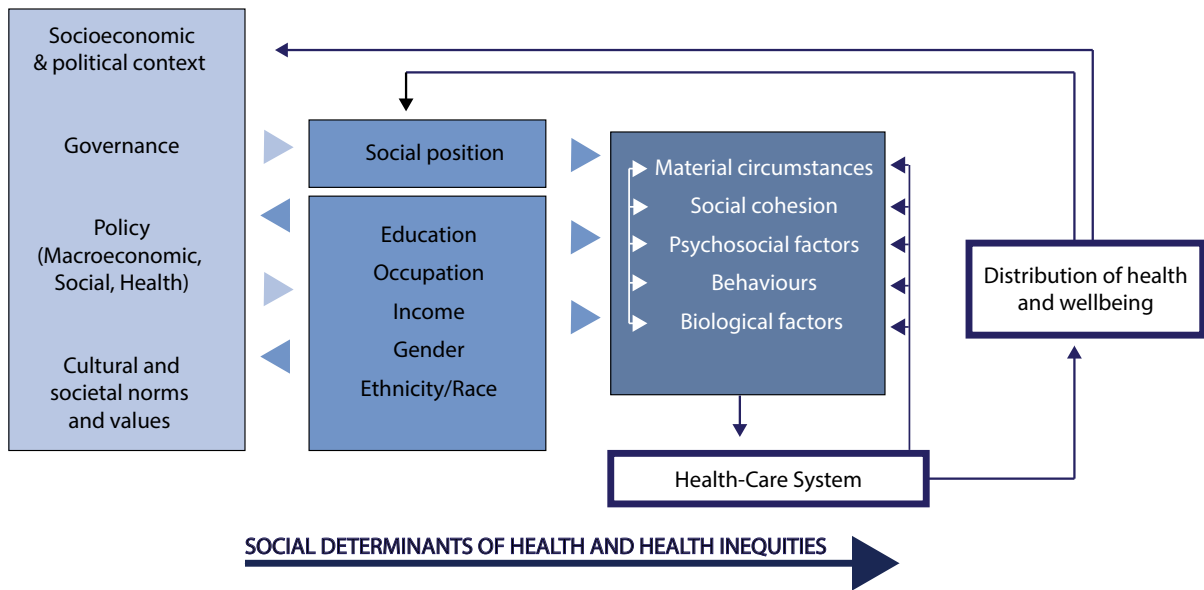 Socioeconomic
& political context
Governance
Policy
(Macroeconomic,
Social, Health)
Cultural and
societal norms
and values
Social position
Education
Occupation
Income
Gender
Ethnicity/Race
Material circumstances
Social cohesion
Psychosocial factors
Behaviours
Biological factors
Health-Care System
Distribution of health
and wellbeing
SOCIAL DETERMINANTS OF HEALTH AND HEALTH INEQUITIES